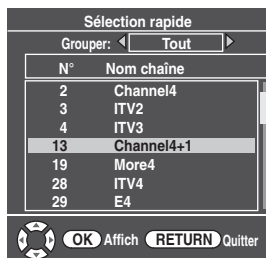 Sélection rapide
Grouper: Tout
N° Nom chaîne
2 Channel4
3 ITV2
4 ITV3
13 Channel4+1
19 More4
28 ITV4
29 E4
OK Affich RETURN Quitter